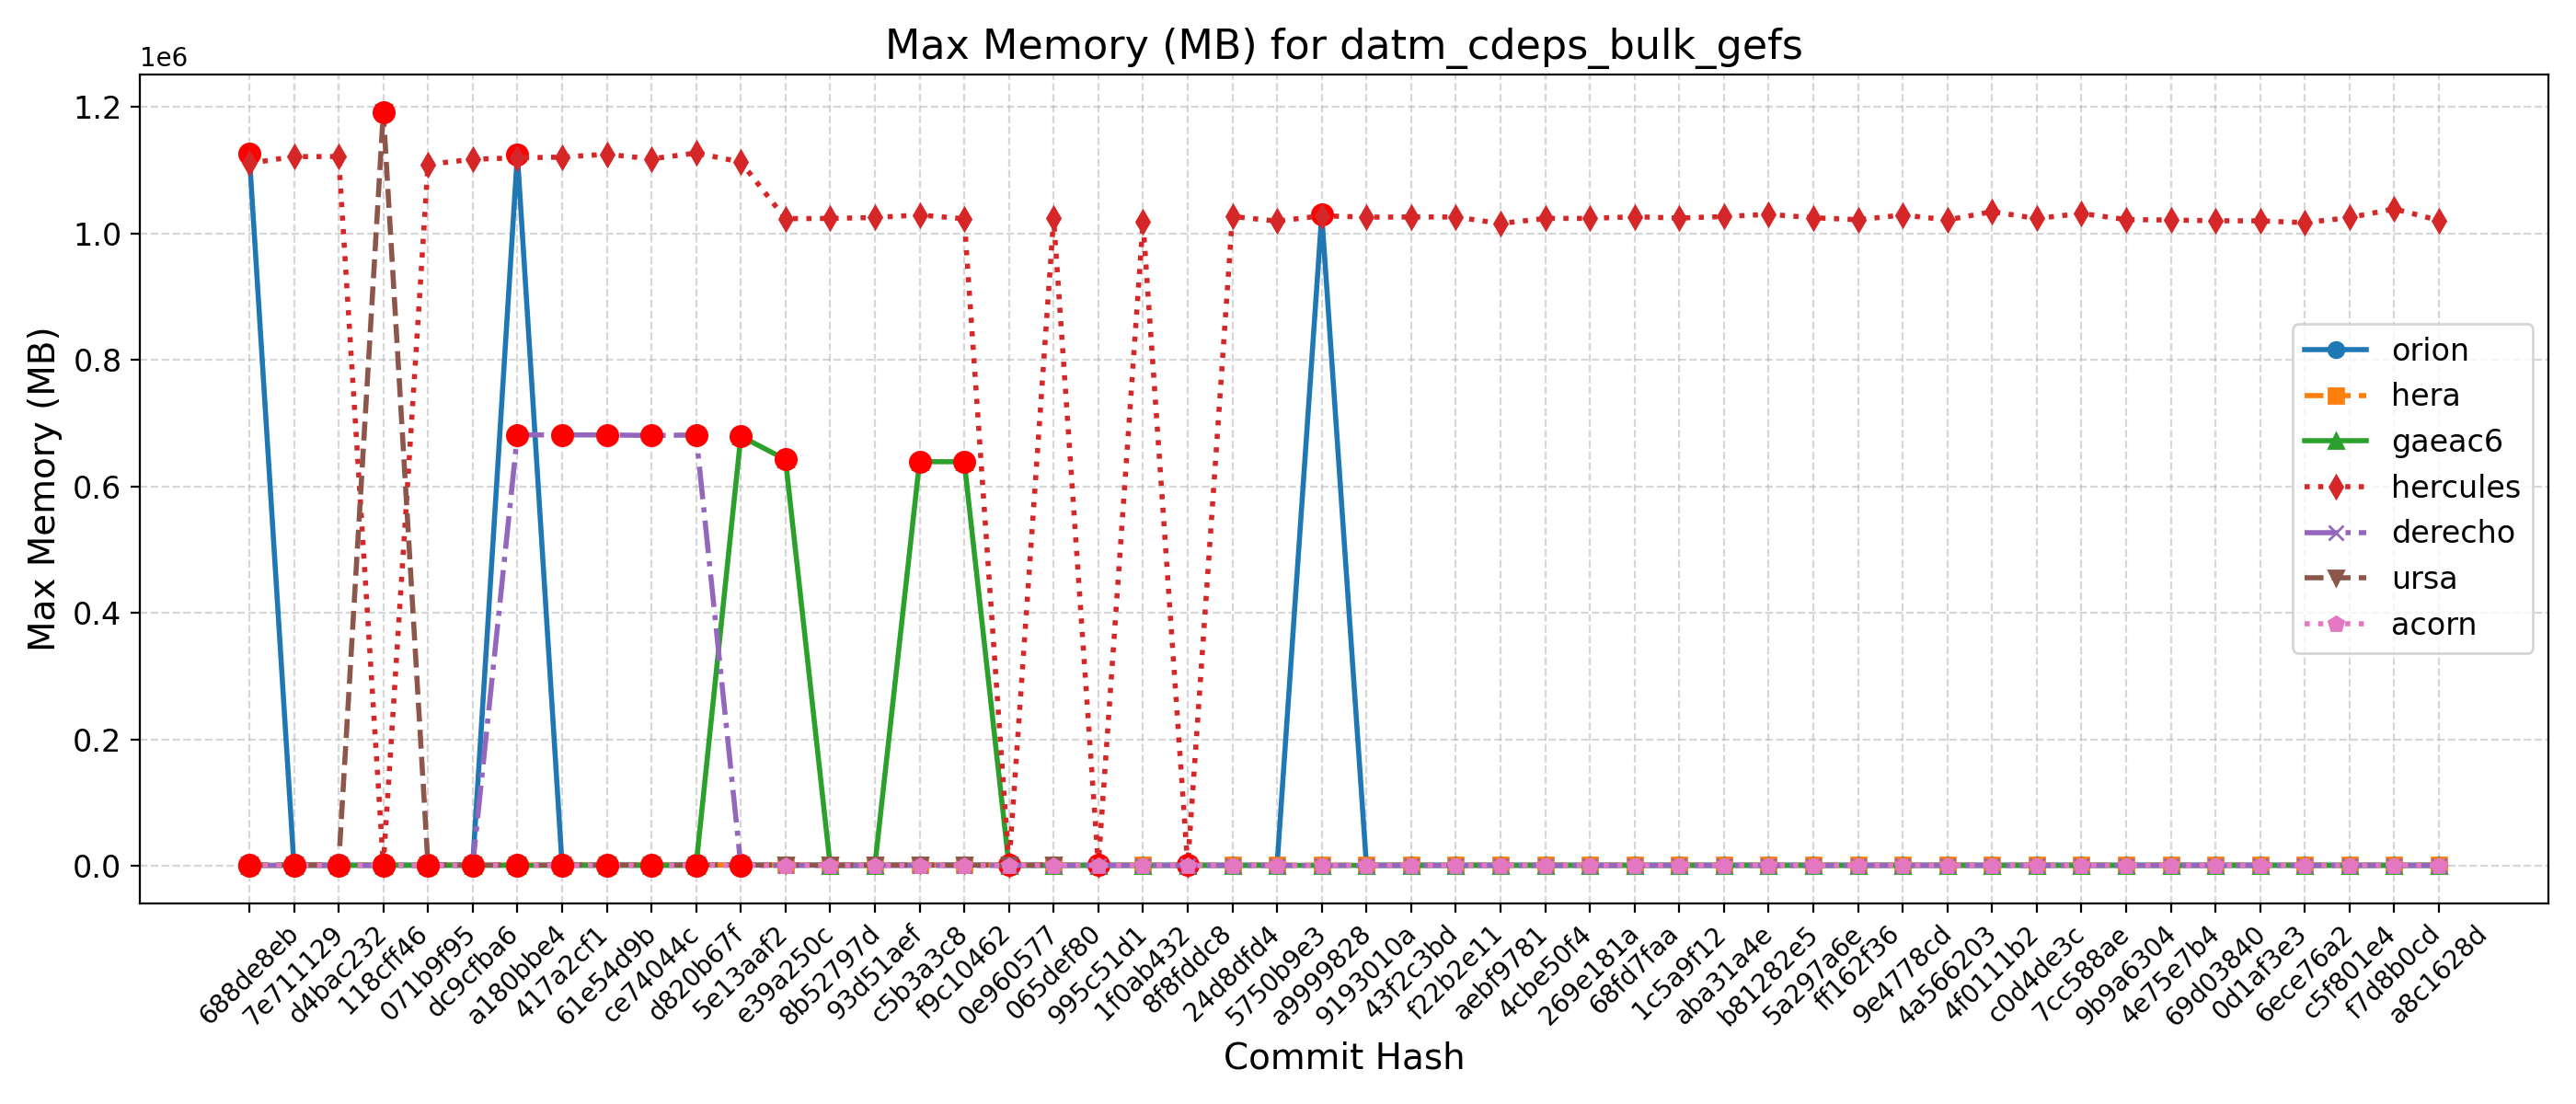 Max Memory (MB) for datm_cdeps_bulk_gefs
1e6
1.2
1.0
0.8
0.6
0.4
0.2
0.0
Max Memory (MB)
orion
hera
gaeac6
hercules
derecho
ursa
acorn
688de8eb
7e711129
d4bac232
118cff46
071b9f95
dc9cfba6
a180bbe4
417a2cf1
61e54d9b
ce74044c
d820b67f
5e13aaf2
e39a250c
8b52797d
93d51aef
c5b3a3c8
f9c10462
0e960577
065def80
995c51d1
1f0ab432
8f8fddc8
24d8dfd4
5750b9e3
a9999828
9193010a
43f2c3bd
f22b2e11
aebf9781
4cbe50f4
269e181a
68fd7faa
1c5a9f12
aba31a4e
b81282e5
5a297a6e
ff162f36
9e4778cd
4a566203
4f0111b2
c0d4de3c
7cc588ae
9b9a6304
4e75e7b4
69d03840
0d1af3e3
6ece76a2
c5f801e4
f7d8b0cd
a8c1628d
Commit Hash